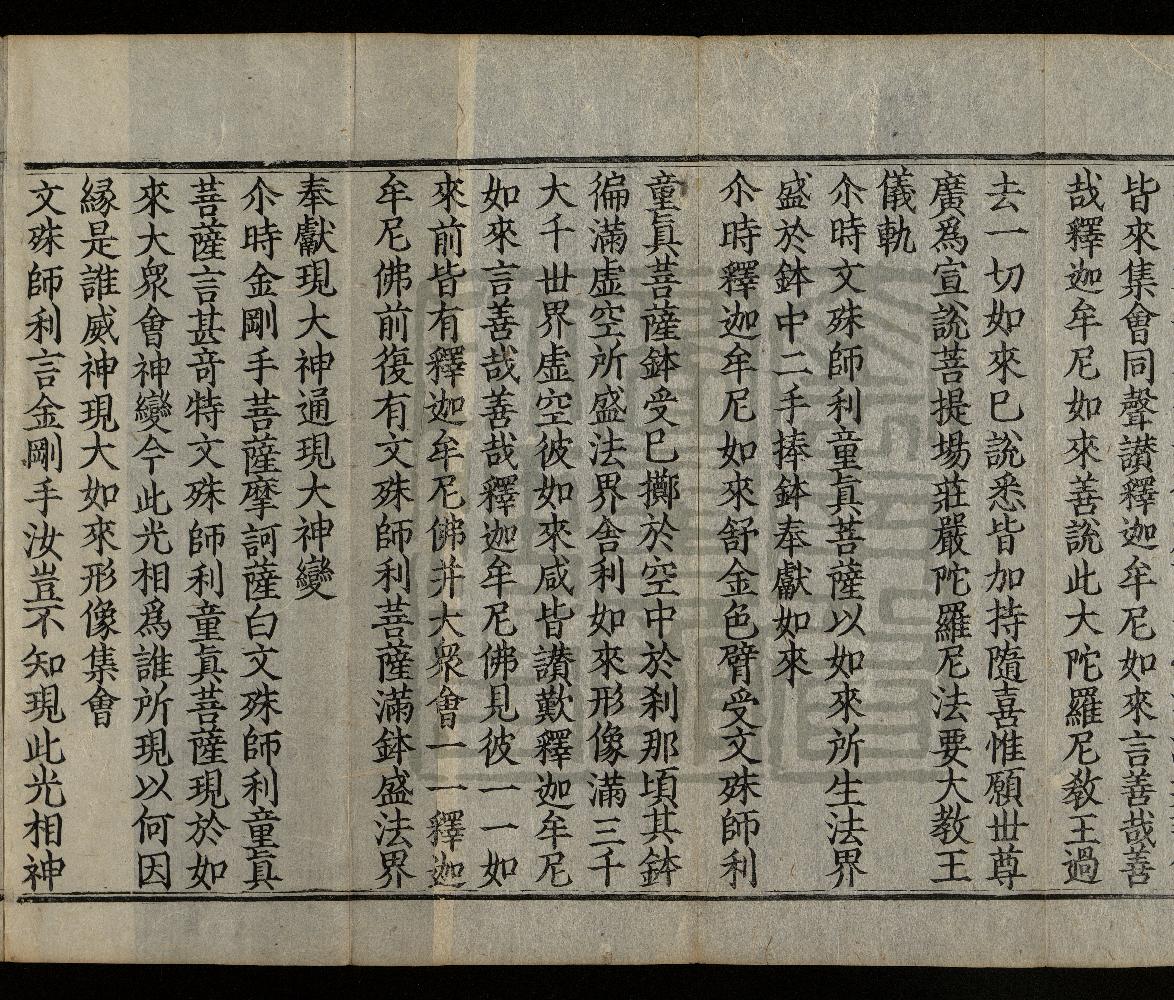 皆來集會同聲讃釋迦牟尼如來言善哉善
哉釋迦牟尼如來善說此大陀羅尼教王過
去一切如來已說悉皆加持隨喜惟願世尊
廣爲宣說菩提場莊嚴陀羅尼法要大教王
儀軌
尒時文殊師利童眞菩薩以如來所生法界
盛於鉢中二手捧鉢奉獻如來
尒時釋迦牟尼如來舒金色臂受文殊師利
童眞菩薩鉢受已擲於空中於刹那頃其鉢
徧滿虛空所盛法界舍利如來形像滿三千
大千世界虛空彼如來咸皆讃歎釋迦牟尼
如來言善哉善哉釋迦牟尼佛見彼一一如
來前皆有釋迦牟尼佛并大衆會一一釋迦
牟尼佛前復有文殊師利菩薩滿鉢盛法界
奉獻現大神通現大神變
尒時金剛手菩薩摩訶薩白文殊師利童眞
菩薩言甚奇特文殊師利童眞菩薩現於如
來大衆會神變今此光相爲誰所現以何因
緣是誰威神現大如來形像集會
文殊師利言金剛手汝豈不知現此光相神